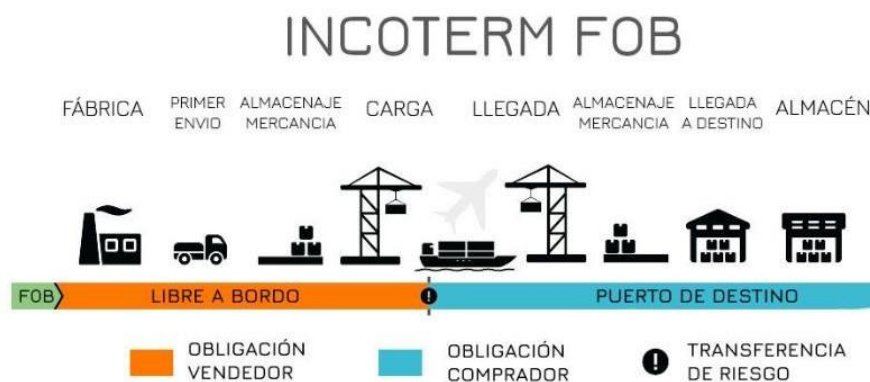 INCOTERM FOB
FÁBRICA
PRIMER
ENVIO
ALMACENAJE
MERCANCIA
CARGA
LLEGADA
ALMACENAJE
MERCANCIA
LLEGADA
A DESTINO
ALMACÉN
FOB
LIBRE A BORDO
PUERTO DE DESTINO
OBLIGACIÓN
VENDEDOR
OBLIGACIÓN
COMPRADOR
TRANSFERENCIA
DE RIESGO